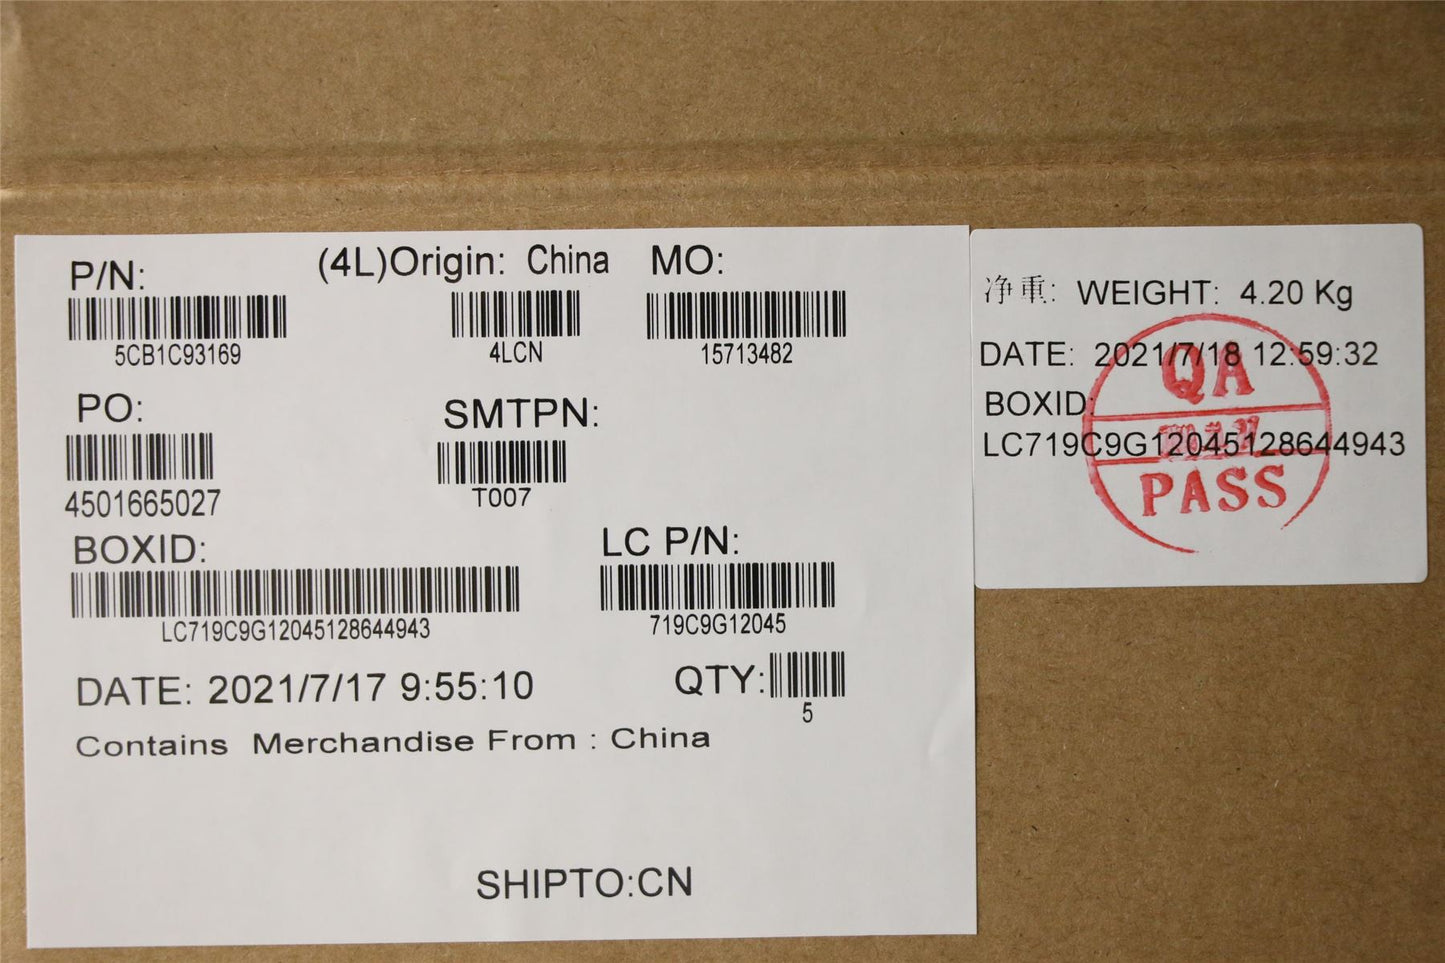 P/N:
(4L)Origin: China
MO:
5CB1C93169
4LCN
15713482
PO:
SMTPN:
4501665027
T007
BOXID:
LC P/N:
LC719C9G12045128644943
719C9G12045
DATE: 2021/7/17 9:55:10
QTY:
5
Contains Merchandise From : China
SHIPTO:CN
净重: WEIGHT: 4.20 Kg
DATE: 2021/7/18 12:59:32
BOXID:
LC719C9G12045128644943
QA
PASS